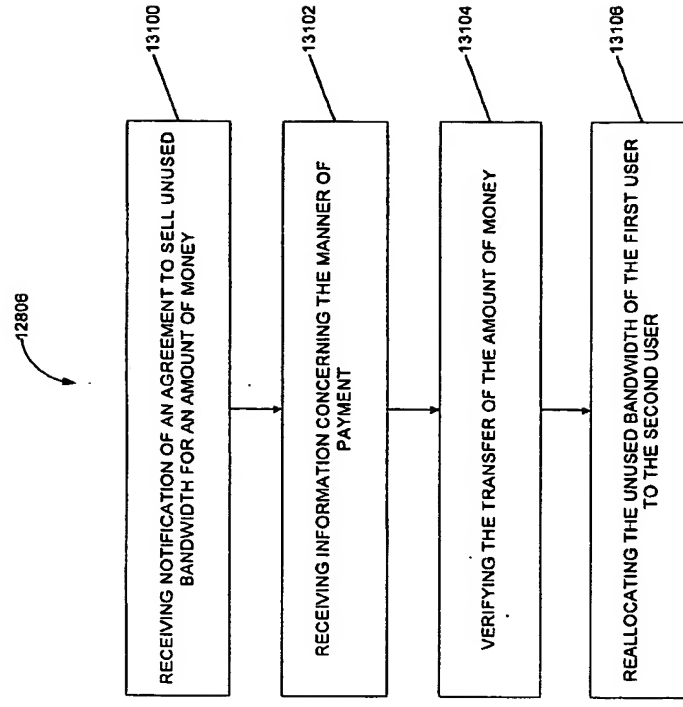 12808
RECEIVING NOTIFICATION OF AN AGREEMENT TO SELL UNUSED
BANDWIDTH FOR AN AMOUNT OF MONEY
13100
RECEIVING INFORMATION CONCERNING THE MANNER OF
PAYMENT
13102
VERIFYING THE TRANSFER OF THE AMOUNT OF MONEY
13104
REALLOCATING THE UNUSED BANDWIDTH OF THE FIRST USER
TO THE SECOND USER
13106